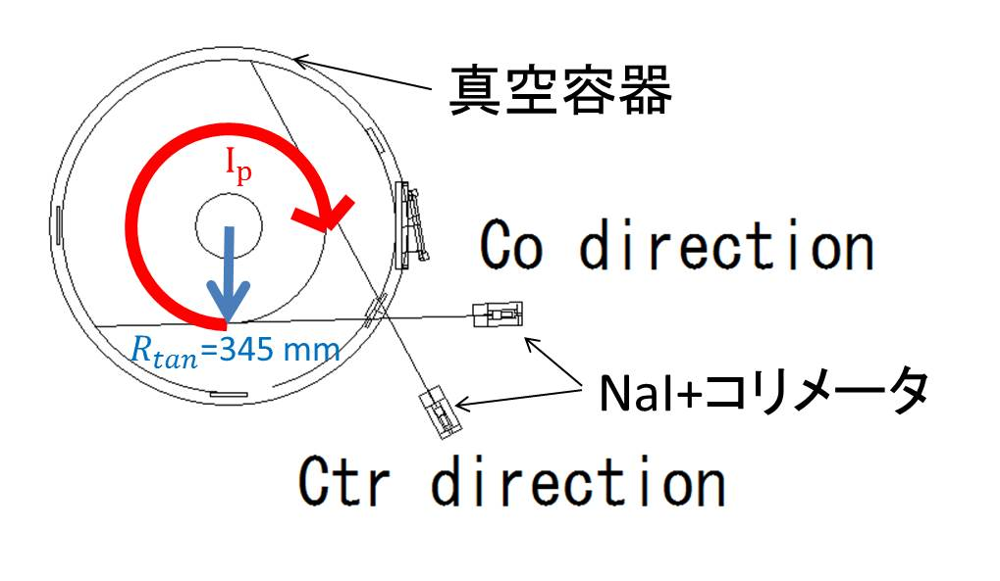 真空容器
Ip
Co direction
Rtan=345 mm
NaI+コリメータ
Ctr direction